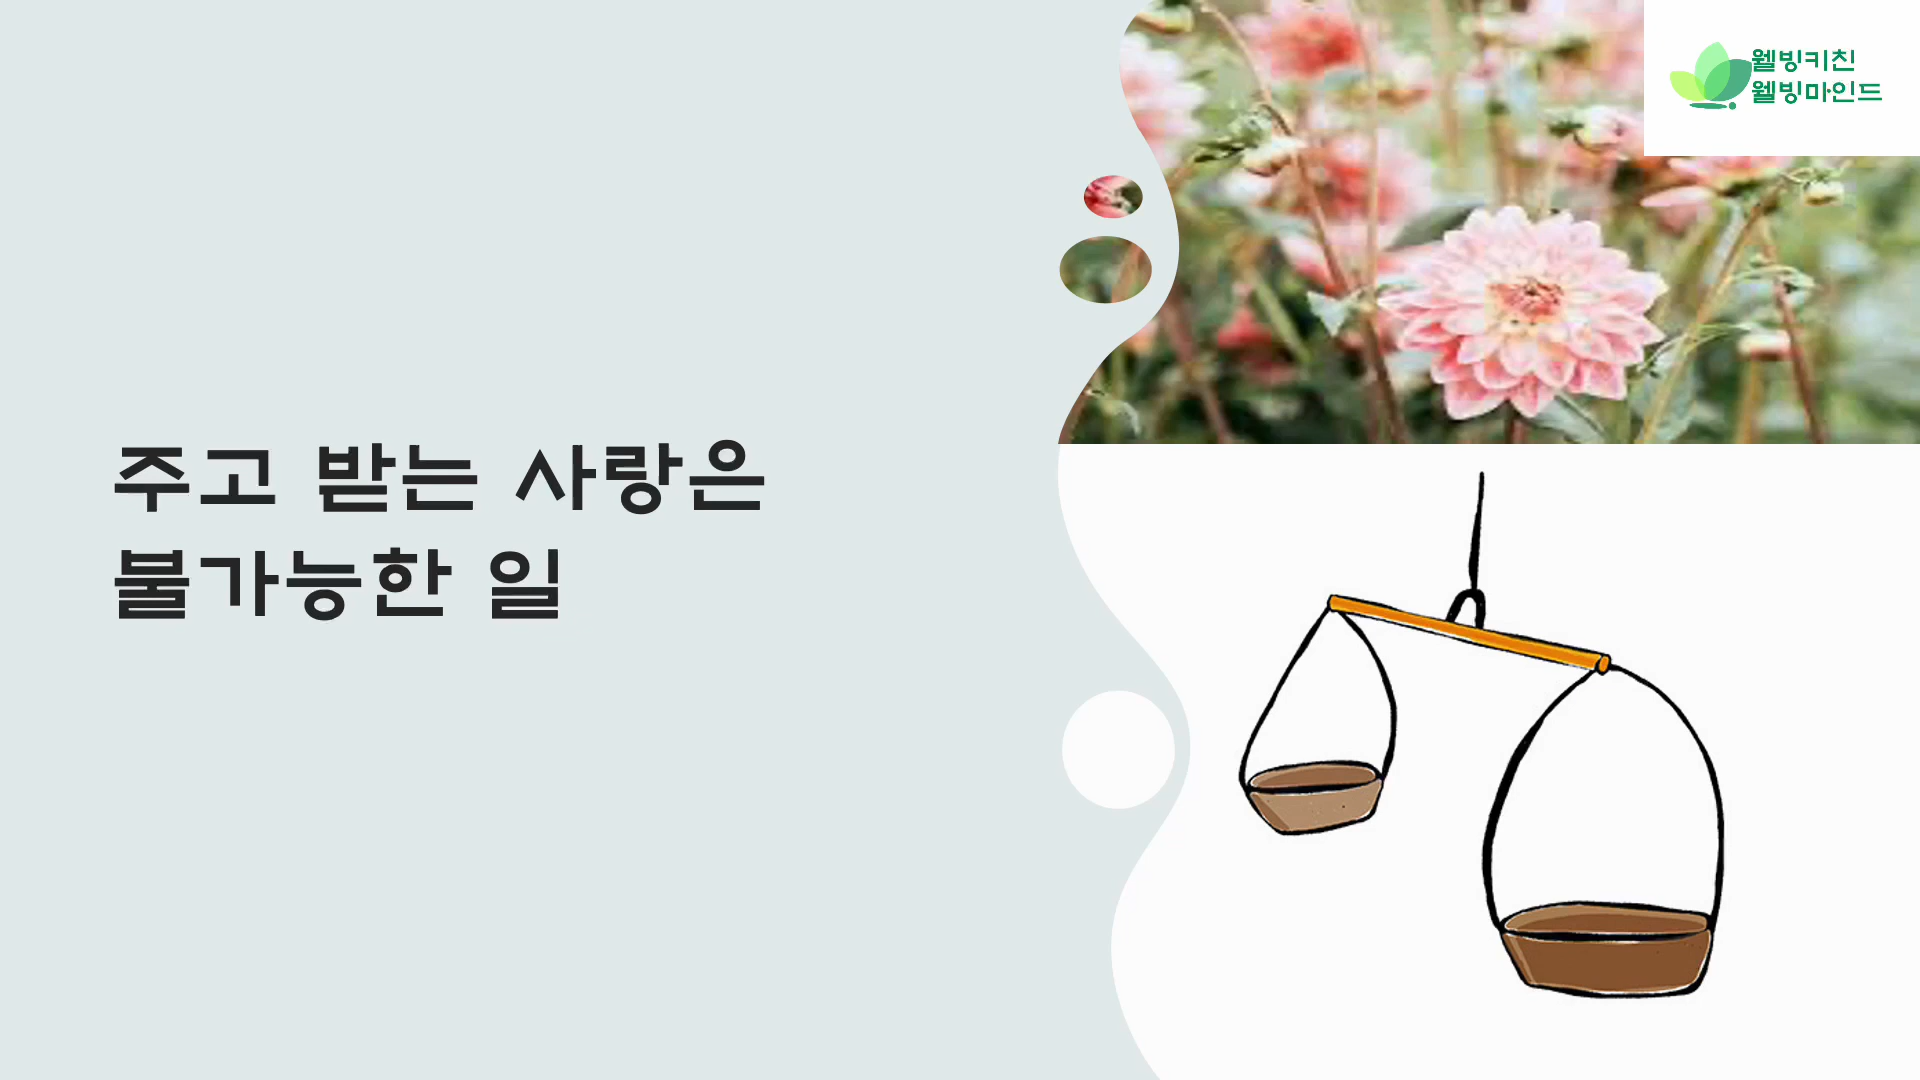 웰빙키친
웰빙마인드
주고 받는 사랑은
불가능한 일